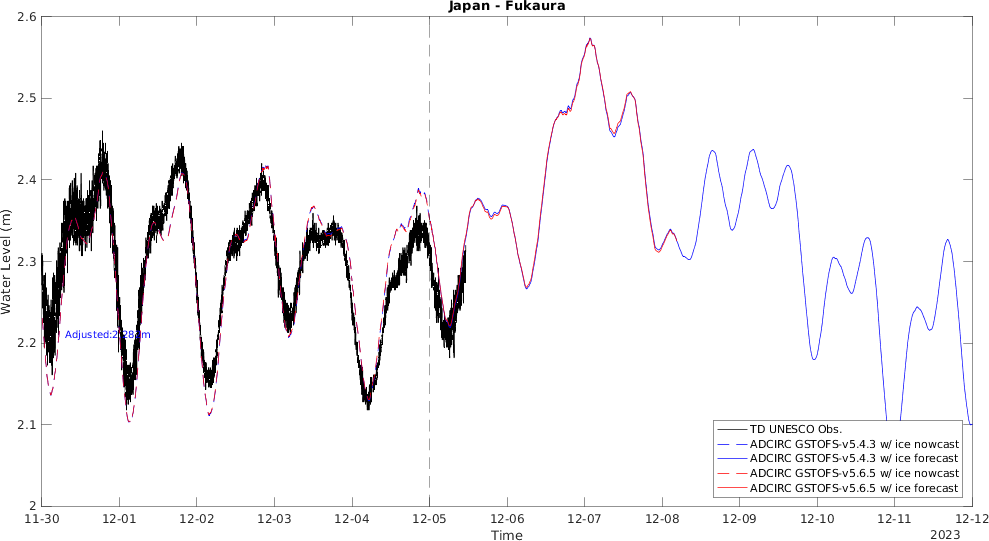 Japan - Fukaura
2.6
2.5
2.4
2.3
2.2
2.1
2
Water Level (m)
TD UNESCO Obs.
ADCIRC GSTOFS-v5.4.3 w/ ice nowcast
ADCIRC GSTOFS-v5.4.3 w/ ice forecast
ADCIRC GSTOFS-v5.6.5 w/ ice nowcast
ADCIRC GSTOFS-v5.6.5 w/ ice forecast
11-30 12-01 12-02 12-03 12-04 12-05 12-06 12-07 12-08 12-09 12-10 12-11 12-12
Time
2023